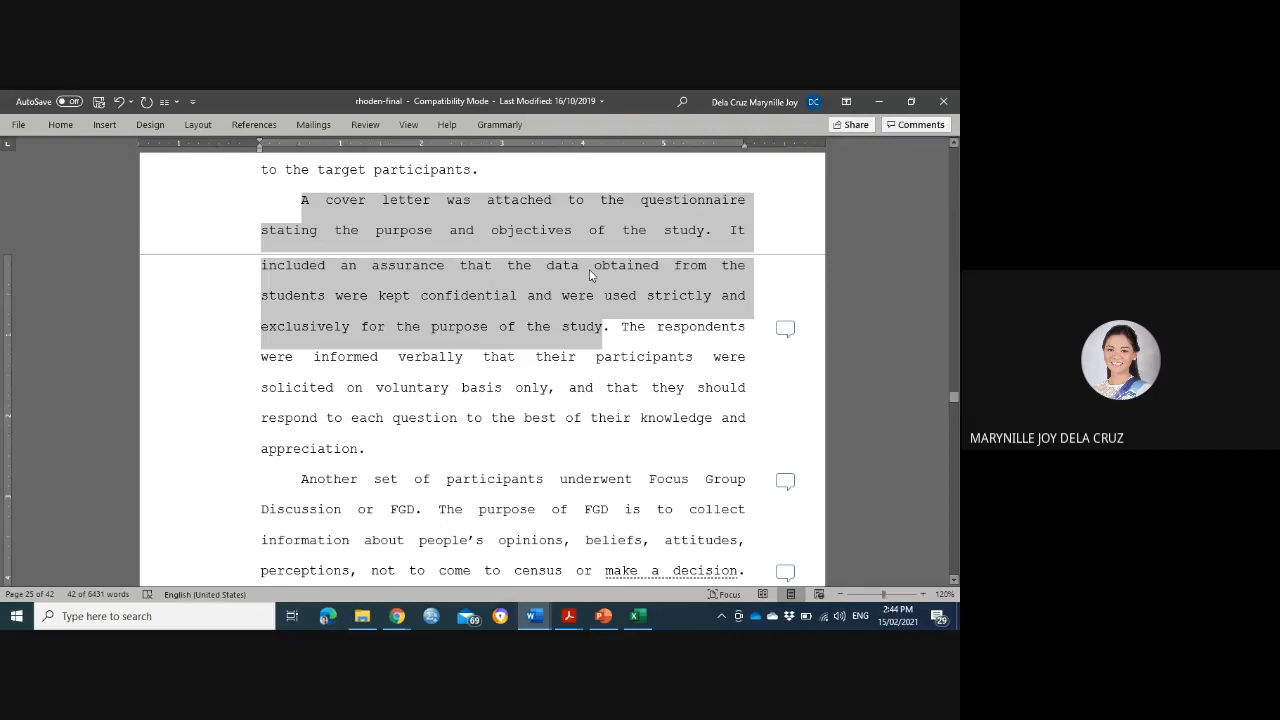 AutoSave Off
rhoden-final - Compatibility Mode - Last Modified: 16/10/2019
Dela Cruz Marynille Joy DC
File Home Insert Design Layout References Mailings Review View Help Grammarly Share Comments
1 1 2 3 4 5
to the target participants.
A cover letter was attached to the questionnaire
stating the purpose and objectives of the study. It
included an assurance that the data obtained from the
students were kept confidential and were used strictly and
exclusively for the purpose of the study. The respondents
were informed verbally that their participants were
solicited on voluntary basis only, and that they should
respond to each question to the best of their knowledge and
appreciation.
Another set of participants underwent Focus Group
Discussion or FGD. The purpose of FGD is to collect
information about people's opinions, beliefs, attitudes,
perceptions, not to come to census or make a decision.
MARYNILLE JOY DELA CRUZ
Page 25 of 42 42 of 6431 words English (United States) Focus 120%
Type here to search 69 ENG 2:44 PM 15/02/2021 29